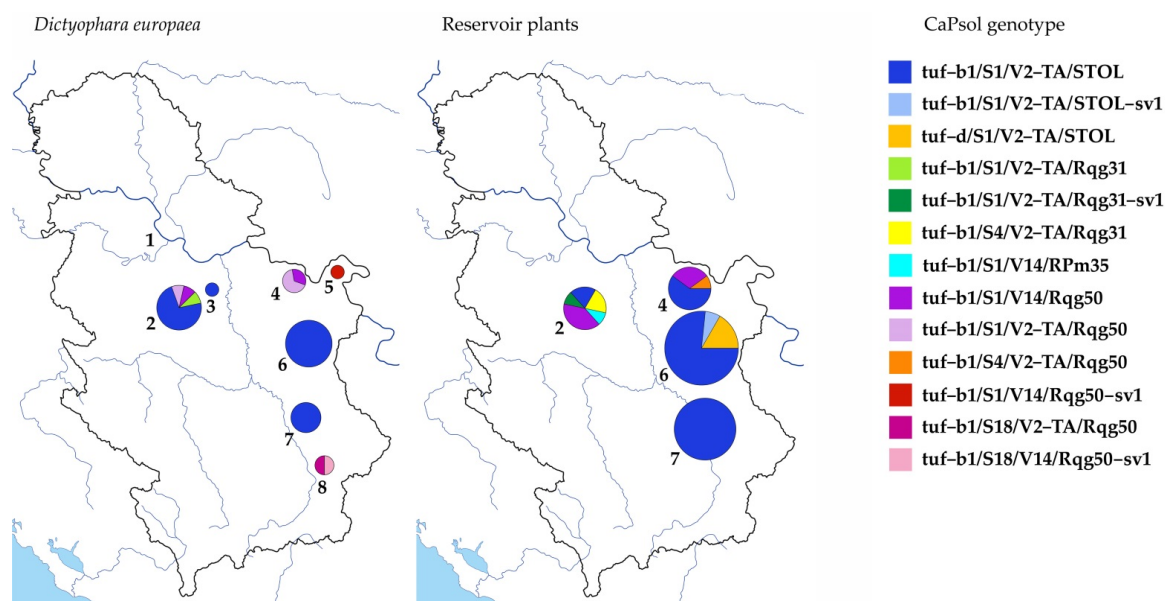 Dictyophara europaea
Reservoir plants
CaPsol genotype
1
2
3
4
5
6
7
8
2
4
6
7
tuf–b1/S1/V2–TA/STOL
tuf–b1/S1/V2–TA/STOL–sv1
tuf–d/S1/V2–TA/STOL
tuf–b1/S1/V2–TA/Rqg31
tuf–b1/S1/V2–TA/Rqg31–sv1
tuf–b1/S4/V2–TA/Rqg31
tuf–b1/S1/V14/RPm35
tuf–b1/S1/V14/Rqg50
tuf–b1/S1/V2–TA/Rqg50
tuf–b1/S4/V2–TA/Rqg50
tuf–b1/S1/V14/Rqg50–sv1
tuf–b1/S18/V2–TA/Rqg50
tuf–b1/S18/V14/Rqg50–sv1